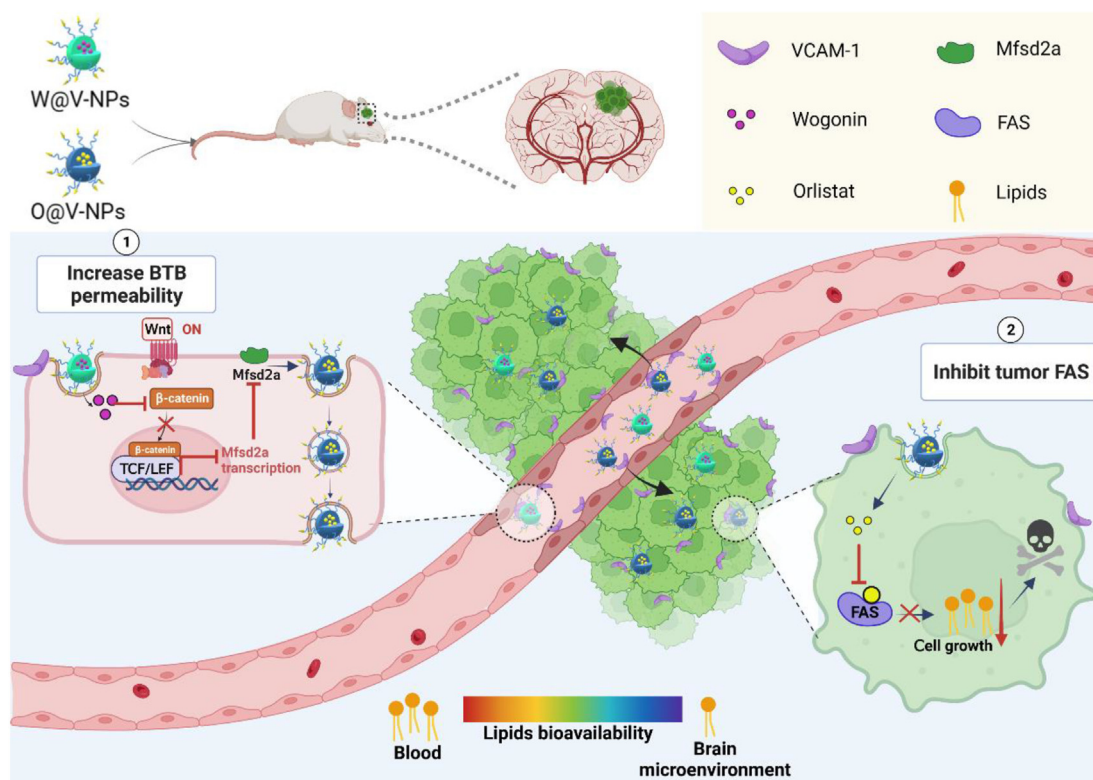 W@V-NPs
O@V-NPs
VCAM-1
Mfsd2a
Wogonin
FAS
Orlistat
Lipids
1
Increase BTB
permeability
Wnt
ON
Mfsd2a
β-catenin
β-catenin
TCF/LEF
Mfsd2a
transcription
2
Inhibit tumor FAS
FAS
Cell growth
Blood
Lipids bioavailability
Brain
microenvironment